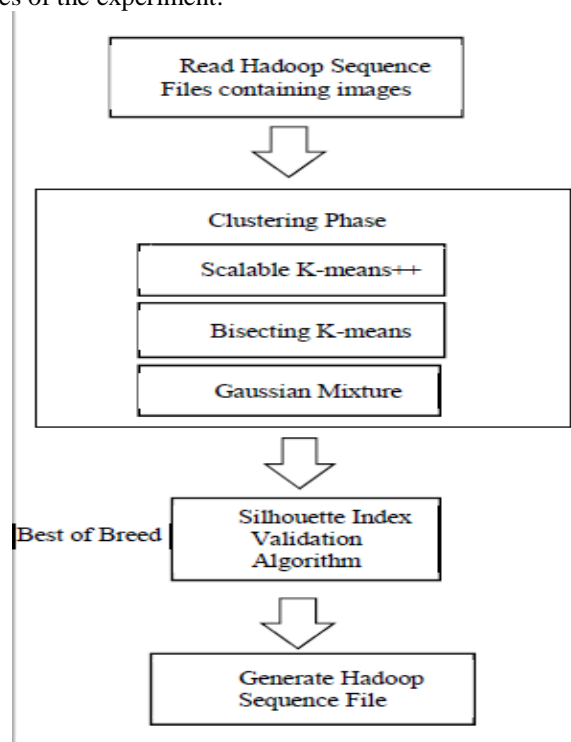 es of the experiment.
Read Hadoop Sequence
Files containing images
Clustering Phase
Scalable K-means++
Bisecting K-means
Gaussian Mixture
Best of Breed
Silhouette Index
Validation
Algorithm
Generate Hadoop
Sequence File